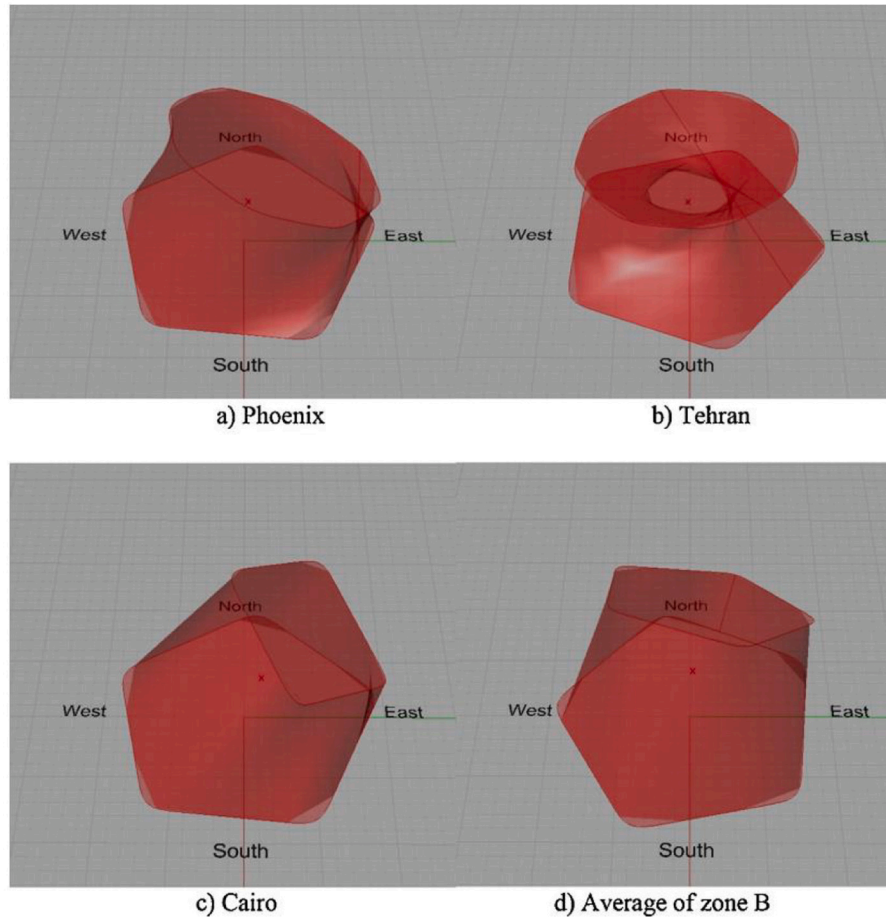 North
West
East
South
a) Phoenix
North
x
West
East
South
b) Tehran
North
x
West
East
South
c) Cairo
North
x
West
East
South
d) Average of zone B